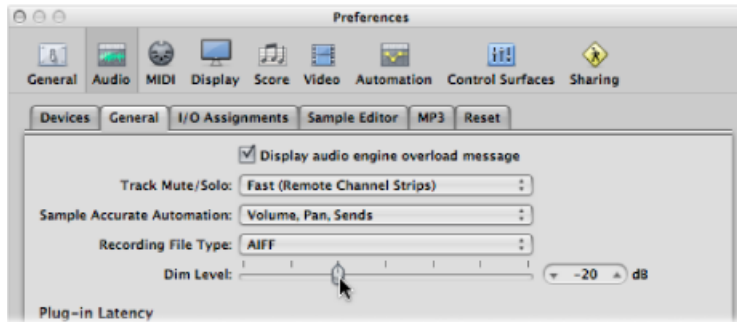 Preferences
General Audio MIDI Display Score Video Automation Control Surfaces Sharing
Devices General I/O Assignments Sample Editor MP3 Reset
Display audio engine overload message
Track Mute/Solo: Fast (Remote Channel Strips)
Sample Accurate Automation: Volume, Pan, Sends
Recording File Type: AIFF
Dim Level: -20 dB
Plug-in Latency